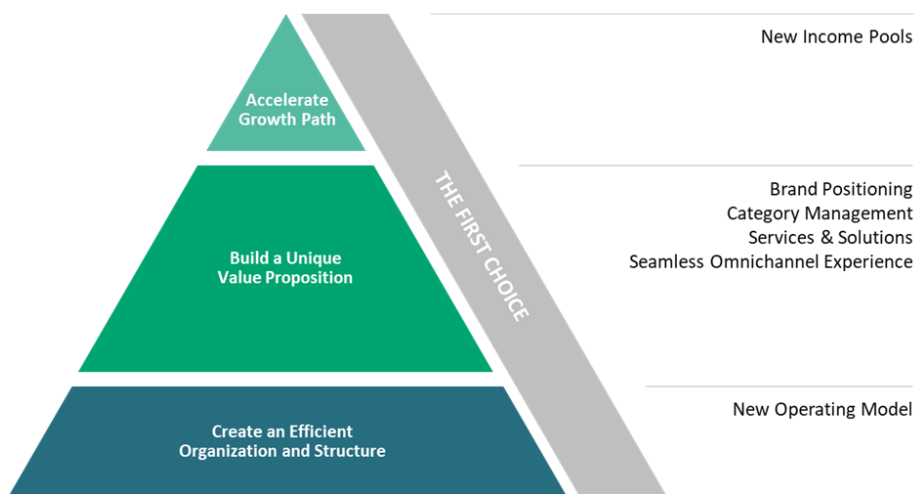 New Income Pools
Accelerate
Growth Path
THE FIRST CHOICE
Brand Positioning
Category Management
Services & Solutions
Seamless Omnichannel Experience
Build a Unique
Value Proposition
New Operating Model
Create an Efficient
Organization and Structure